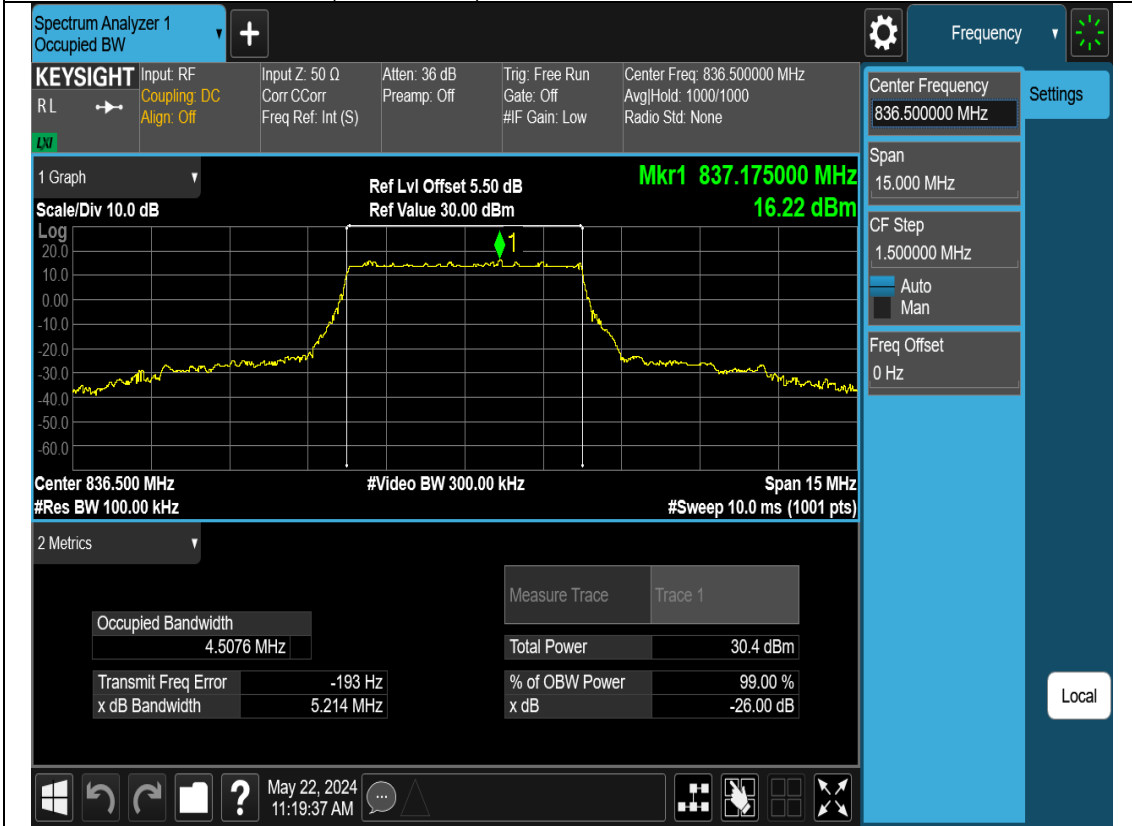 Spectrum Analyzer 1
Occupied BW
+
Frequency
KEYSIGHT
R L
LXI
Input: RF
Coupling: DC
Align: Off
Input Z: 50 Ω
Corr CCorr
Freq Ref: Int (S)
Atten: 36 dB
Preamp: Off
Trig: Free Run
Gate: Off
#IF Gain: Low
Center Freq: 836.500000 MHz
Avg|Hold: 1000/1000
Radio Std: None
Center Frequency
836.500000 MHz
Settings
Span
15.000 MHz
CF Step
1.500000 MHz
Auto
Man
Freq Offset
0 Hz
Local
1 Graph
Scale/Div 10.0 dB
Ref Lvl Offset 5.50 dB
Ref Value 30.00 dBm
Mkr1 837.175000 MHz
16.22 dBm
Log
20.0
10.0
0.00
-10.0
-20.0
-30.0
-40.0
-50.0
-60.0
1
Center 836.500 MHz
#Video BW 300.00 kHz
Span 15 MHz
#Res BW 100.00 kHz
#Sweep 10.0 ms (1001 pts)
2 Metrics
Measure Trace
Trace 1
Occupied Bandwidth
4.5076 MHz
Total Power
30.4 dBm
Transmit Freq Error
-193 Hz
% of OBW Power
99.00 %
x dB Bandwidth
5.214 MHz
x dB
-26.00 dB
?
May 22, 2024
11:19:37 AM